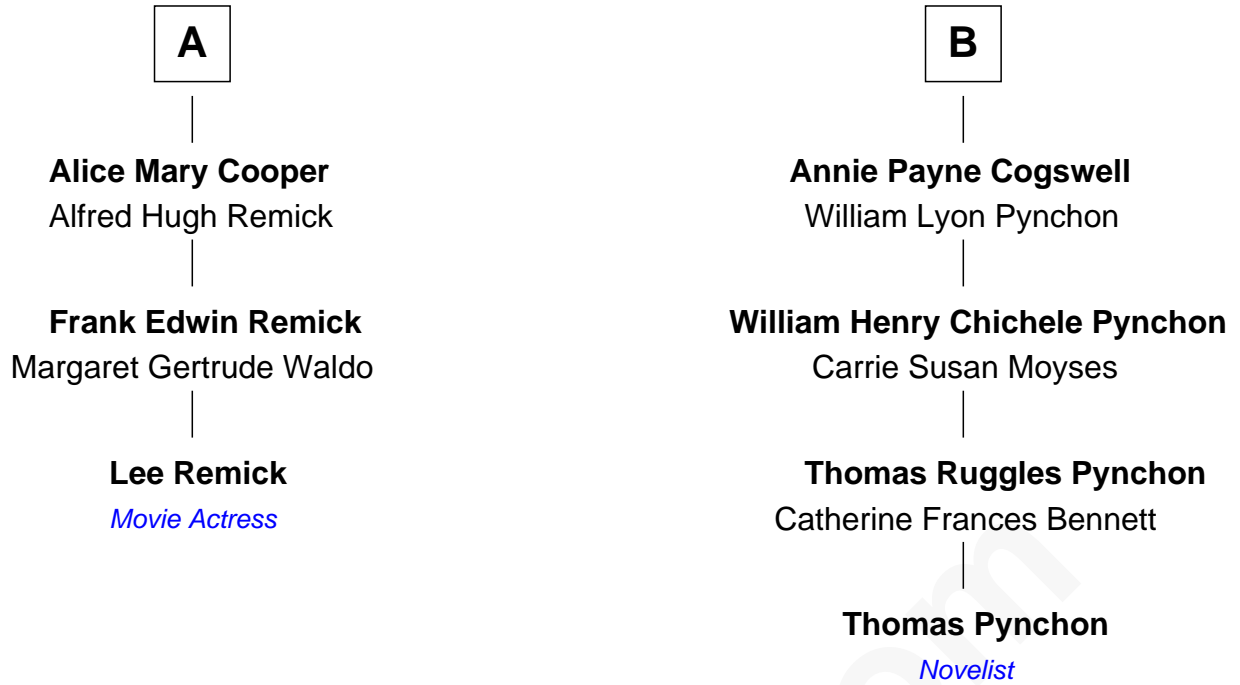 A
Alice Mary Cooper
Alfred Hugh Remick
Frank Edwin Remick
Margaret Gertrude Waldo
Lee Remick
Movie Actress
B
Annie Payne Cogswell
William Lyon Pynchon
William Henry Chichele Pynchon
Carrie Susan Moyses
Thomas Ruggles Pynchon
Catherine Frances Bennett
Thomas Pynchon
Novelist